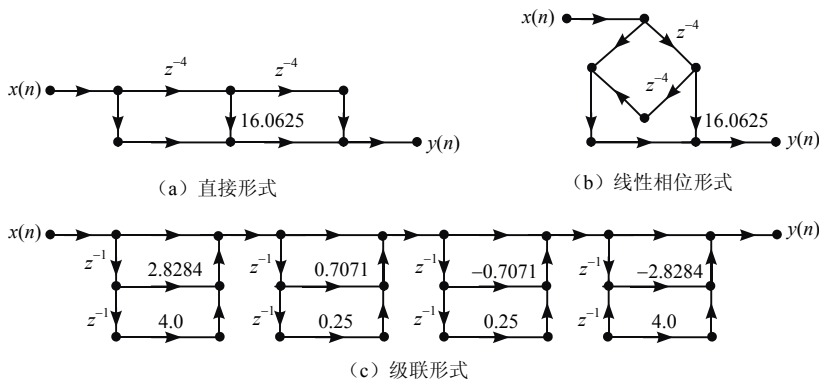 x(n)
z⁻⁴
z⁻⁴
16.0625
y(n)
（a）直接形式
x(n)
z⁻⁴
z⁻⁴
16.0625
y(n)
（b）线性相位形式
x(n)
y(n)
z⁻¹
2.8284
z⁻¹
0.7071
z⁻¹
−0.7071
z⁻¹
−2.8284
z⁻¹
4.0
z⁻¹
0.25
z⁻¹
0.25
z⁻¹
4.0
（c）级联形式